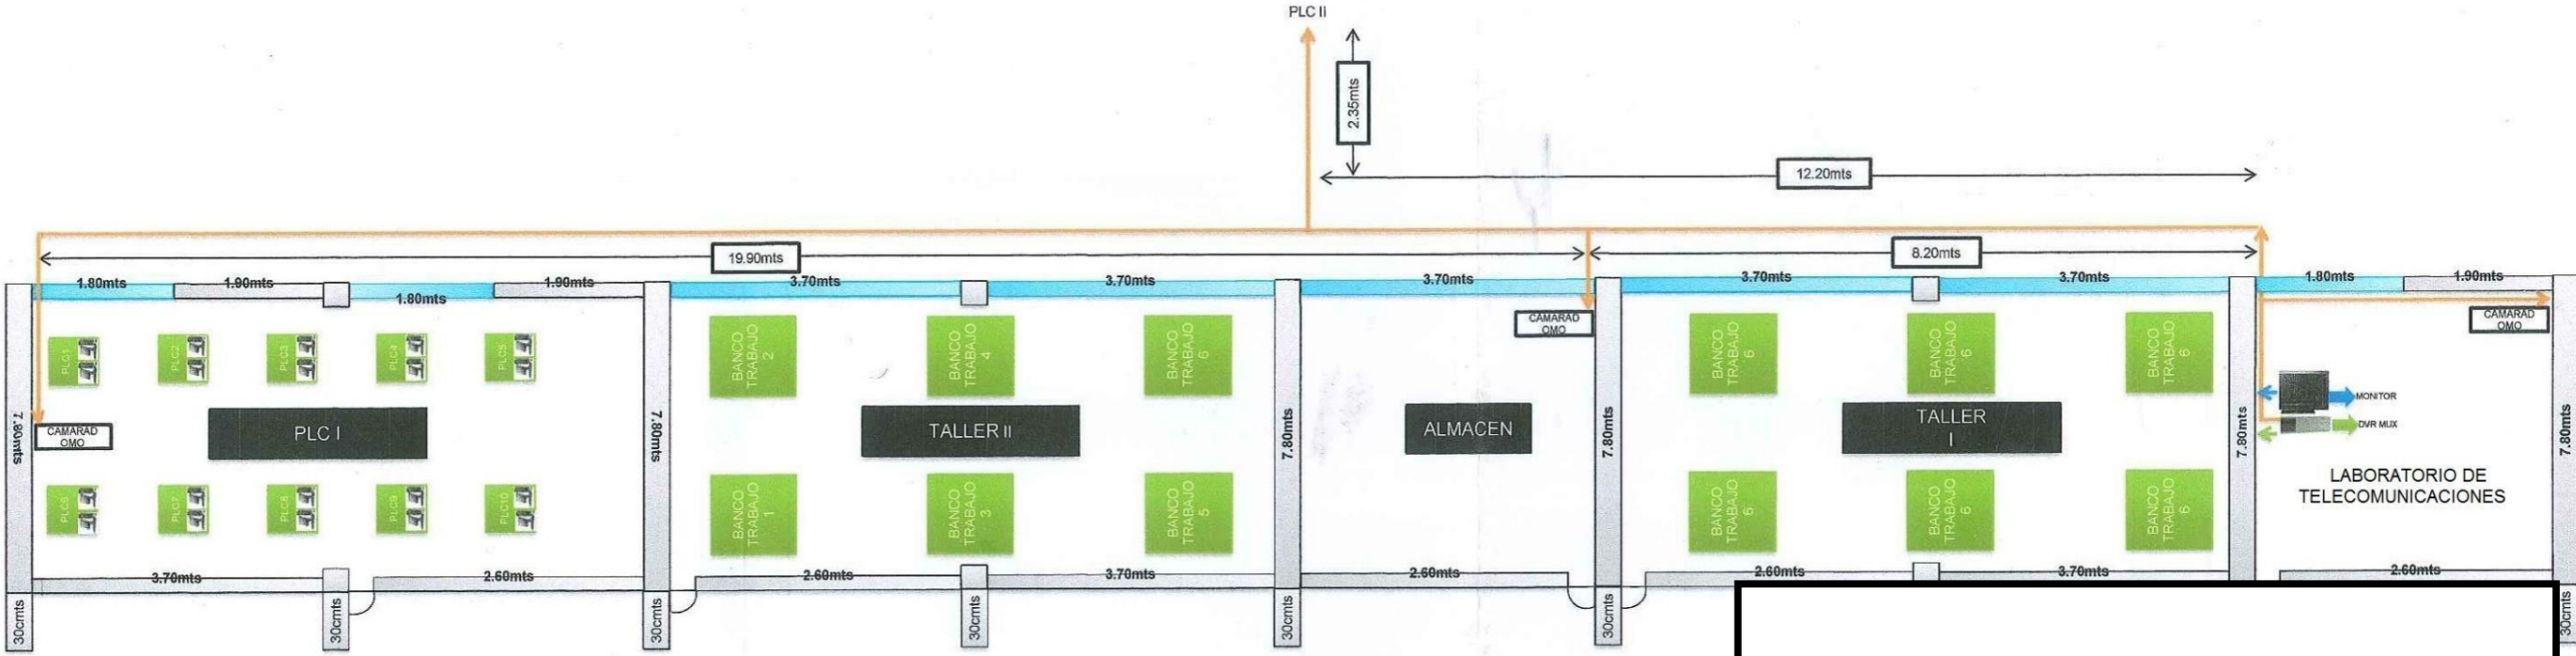 PLC II
2.35mts
12.20mts
19.90mts
8.20mts
1.80mts
1.90mts
1.80mts
1.90mts
3.70mts
3.70mts
3.70mts
3.70mts
3.70mts
1.80mts
1.90mts
CAMARAD
OMO
CAMARAD
OMO
PLC1
PLC2
PLC3
PLC4
PLC5
BANCO
TRABAJO
2
BANCO
TRABAJO
4
BANCO
TRABAJO
6
BANCO
TRABAJO
6
BANCO
TRABAJO
6
BANCO
TRABAJO
6
MONITOR
DVR MUX
7.80mts
CAMARAD
OMO
PLC I
7.80mts
TALLER II
7.80mts
ALMACEN
7.80mts
TALLER
I
7.80mts
7.80mts
LABORATORIO DE
TELECOMUNICACIONES
PLC6
PLC7
PLC8
PLC9
PLC10
BANCO
TRABAJO
1
BANCO
TRABAJO
3
BANCO
TRABAJO
5
BANCO
TRABAJO
6
BANCO
TRABAJO
6
BANCO
TRABAJO
6
3.70mts
2.60mts
2.60mts
3.70mts
2.60mts
2.60mts
3.70mts
2.60mts
30cmts
30cmts
30cmts
30cmts
30cmts
30cmts
30cmts